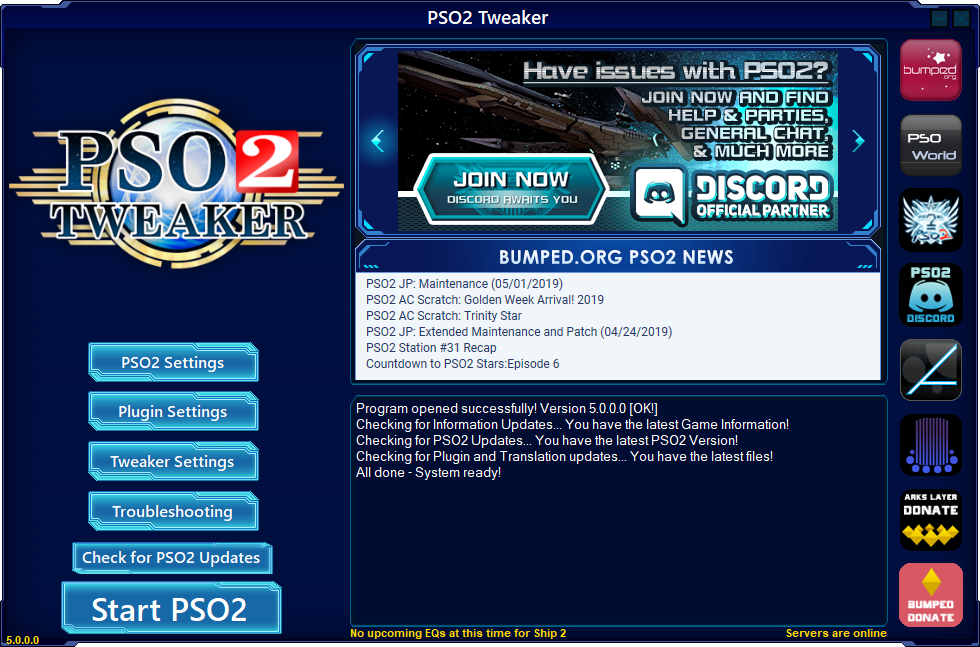 PSO2 Tweaker
PSO2
TWEAKER
PSO2 Settings
Plugin Settings
Tweaker Settings
Troubleshooting
Check for PSO2 Updates
Start PSO2
5.0.0.0
Have issues with PSO2?
JOIN NOW AND FIND
HELP & PARTIES,
GENERAL CHAT,
& MUCH MORE
JOIN NOW
DISCORD AWAITS YOU
DISCORD
OFFICIAL PARTNER
BUMPED.ORG PSO2 NEWS
PSO2 JP: Maintenance (05/01/2019)
PSO2 AC Scratch: Golden Week Arrival! 2019
PSO2 AC Scratch: Trinity Star
PSO2 JP: Extended Maintenance and Patch (04/24/2019)
PSO2 Station #31 Recap
Countdown to PSO2 Stars:Episode 6
Program opened successfully! Version 5.0.0.0 [OK!]
Checking for Information Updates... You have the latest Game Information!
Checking for PSO2 Updates... You have the latest PSO2 Version!
Checking for Plugin and Translation updates... You have the latest files!
All done - System ready!
No upcoming EQs at this time for Ship 2
Servers are online
bumped
.org
PSO
World
?
PSO2
PSO2
DISCORD
ARKS LAYER
DONATE
BUMPED
DONATE